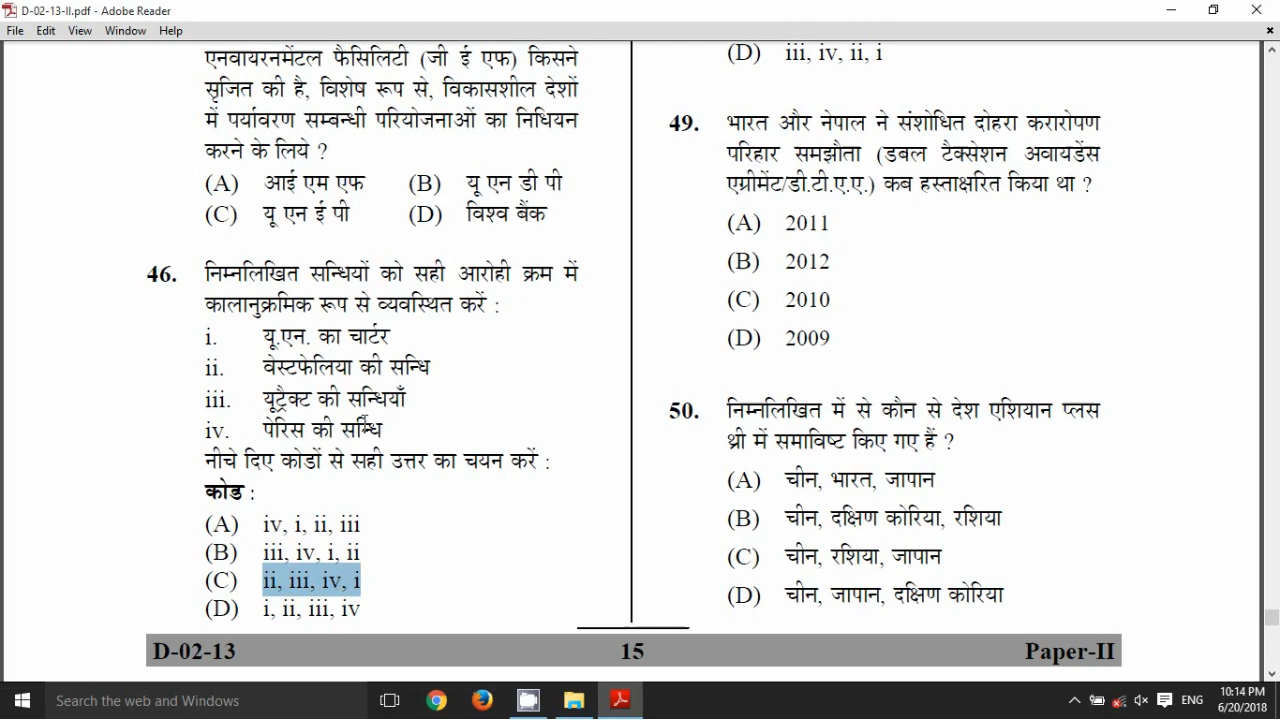 D-02-13-II.pdf - Adobe Reader
File Edit View Window Help
एनवायरनमेंटल फैसिलिटी (जी ई एफ) किसने
सृजित की है, विशेष रूप से, विकासशील देशों
में पर्यावरण सम्बन्धी परियोजनाओं का निधियन
करने के लिये ?
(A) आई एम एफ (B) यू एन डी पी
(C) यू एन ई पी (D) विश्व बैंक
46. निम्नलिखित सन्धियों को सही आरोही क्रम में
कालानुक्रमिक रूप से व्यवस्थित करें :
i. यू.एन. का चार्टर
ii. वेस्टफेलिया की सन्धि
iii. यूट्रैक्ट की सन्धियाँ
iv. पेरिस की सन्धि
नीचे दिए कोडों से सही उत्तर का चयन करें :
कोड :
(A) iv, i, ii, iii
(B) iii, iv, i, ii
(C) ii, iii, iv, i
(D) i, ii, iii, iv
(D) iii, iv, ii, i
49. भारत और नेपाल ने संशोधित दोहरा करारोपण
परिहार समझौता (डबल टैक्सेशन अवायडेंस
एग्रीमेंट/डी.टी.ए.ए.) कब हस्ताक्षरित किया था ?
(A) 2011
(B) 2012
(C) 2010
(D) 2009
50. निम्नलिखित में से कौन से देश एशियान प्लस
थ्री में समाविष्ट किए गए हैं ?
(A) चीन, भारत, जापान
(B) चीन, दक्षिण कोरिया, रशिया
(C) चीन, रशिया, जापान
(D) चीन, जापान, दक्षिण कोरिया
D-02-13 15 Paper-II
Search the web and Windows
ENG
10:14 PM
6/20/2018